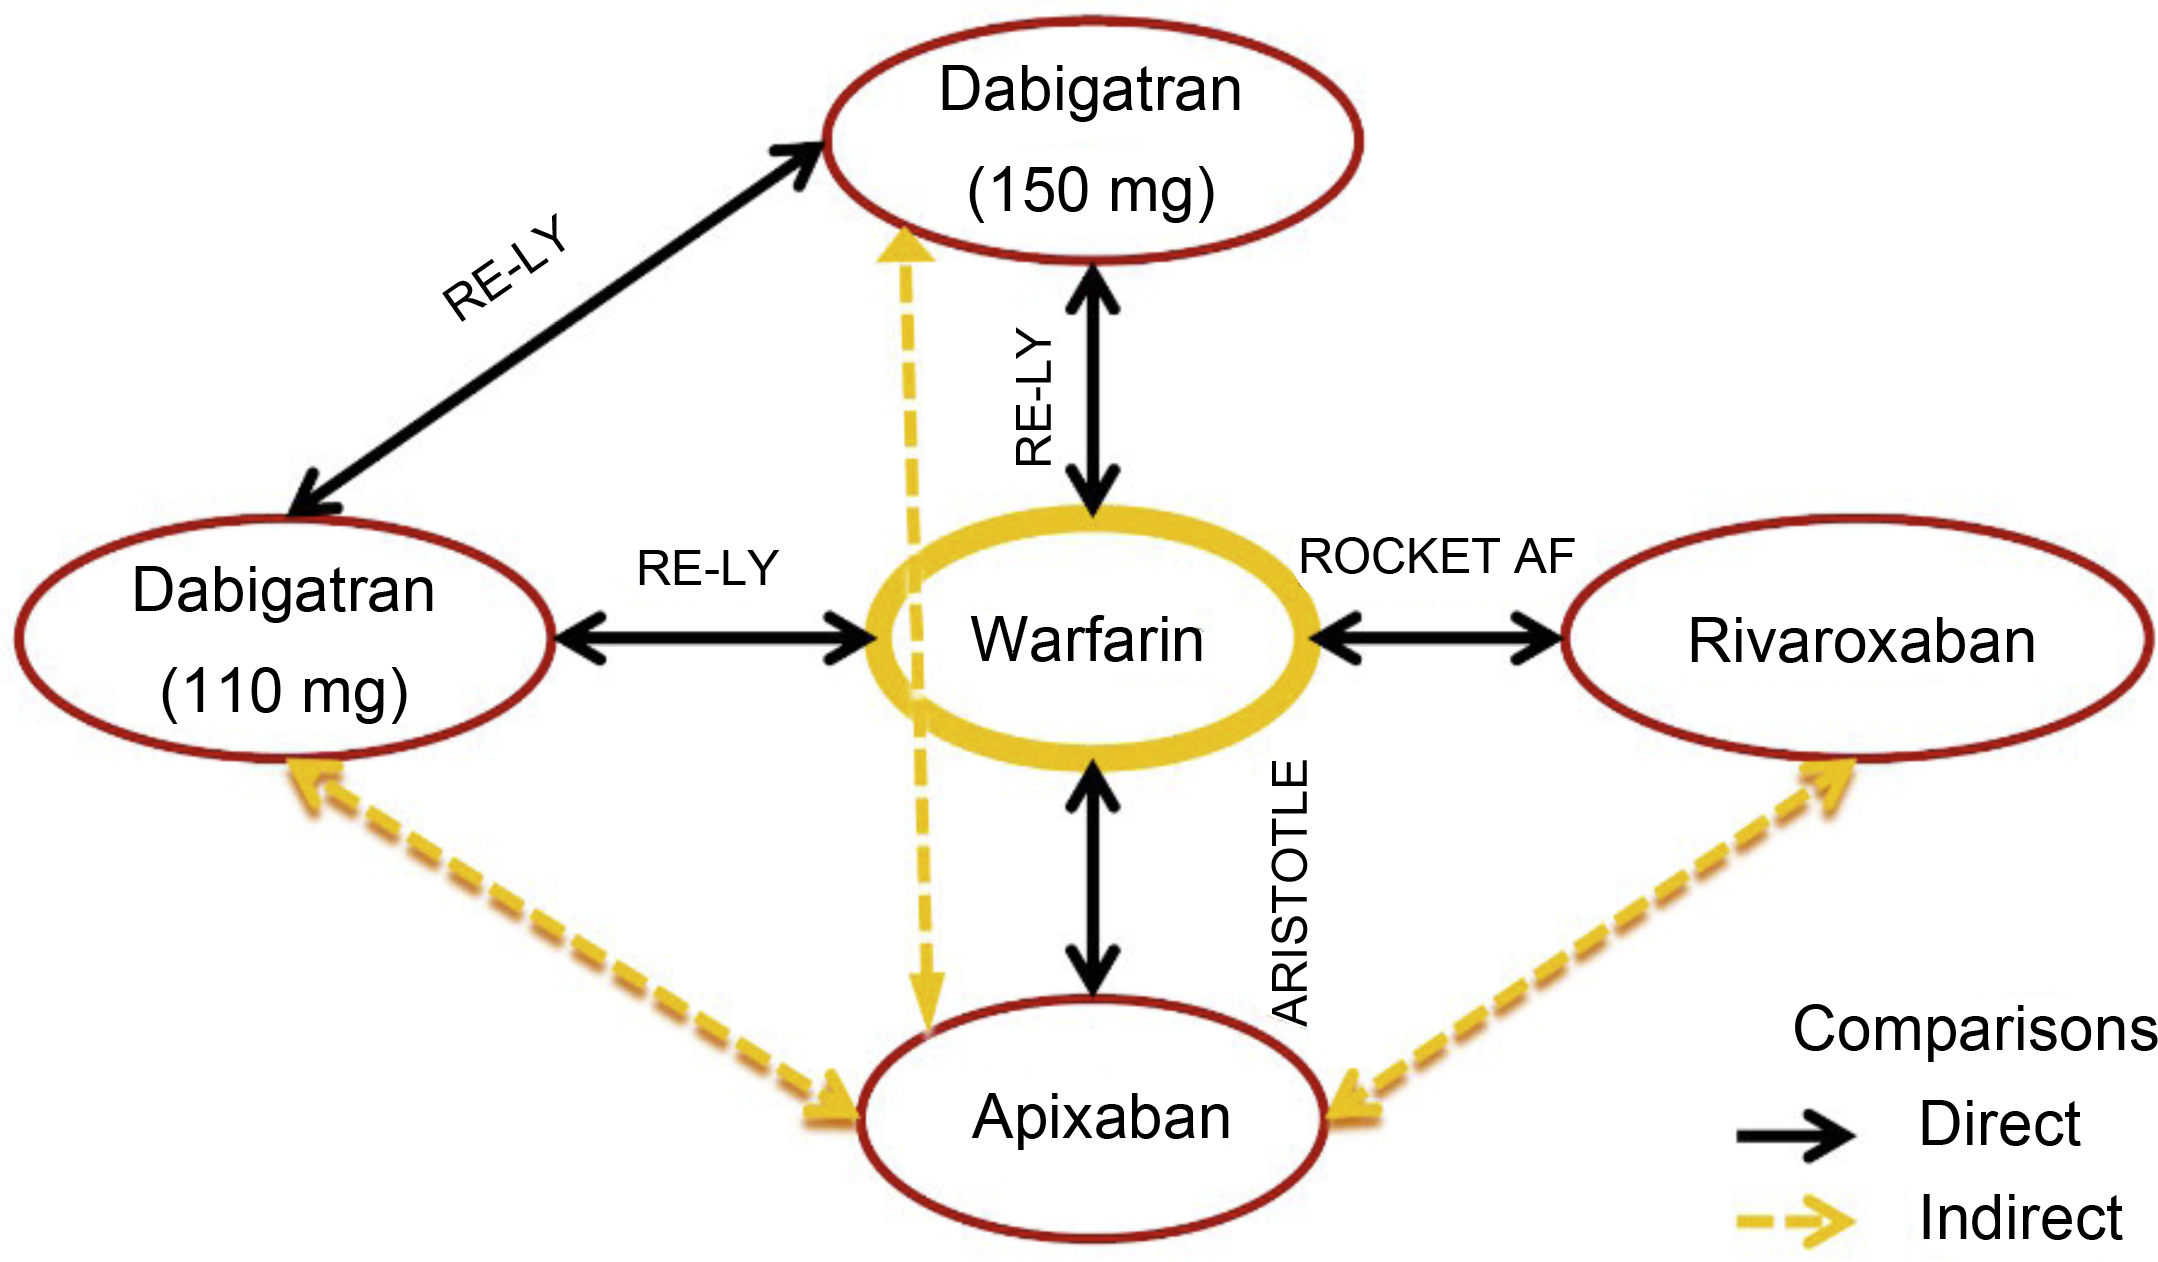 Dabigatran
(150 mg)
RE-LY
RE-LY
Dabigatran
(110 mg)
RE-LY
Warfarin
ROCKET AF
Rivaroxaban
ARISTOTLE
Apixaban
Comparisons
Direct
Indirect